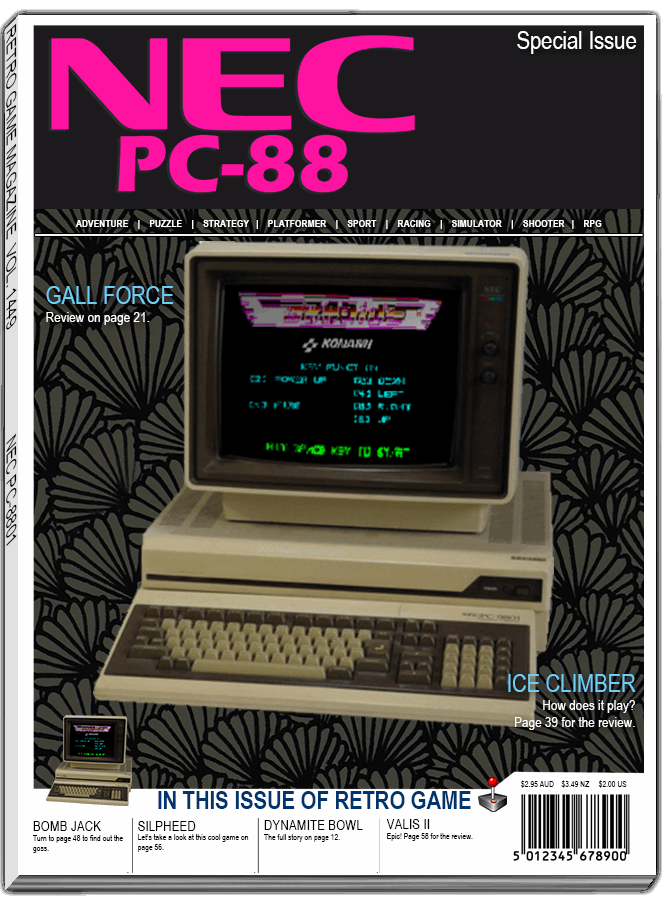 Special Issue
NEC
PC-88
ADVENTURE | PUZZLE | STRATEGY | PLATFORMER | SPORT | RACING | SIMULATOR | SHOOTER | RPG
RETRO GAME MAGAZINE VOL. 1449
NEC PC-8801
GALL FORCE
Review on page 21.
NEC
KONAMI
HIT SPACE KEY TO START
ICE CLIMBER
How does it play?
Page 39 for the review.
IN THIS ISSUE OF RETRO GAME
$2.95 AUD $3.49 NZ $2.00 US
BOMB JACK
Turn to page 48 to find out the
goss.
SILPHEED
Let's take a look at this cool game on
page 56.
DYNAMITE BOWL
The full story on page 12.
VALIS II
Epic! Page 58 for the review.
5 012345 678900